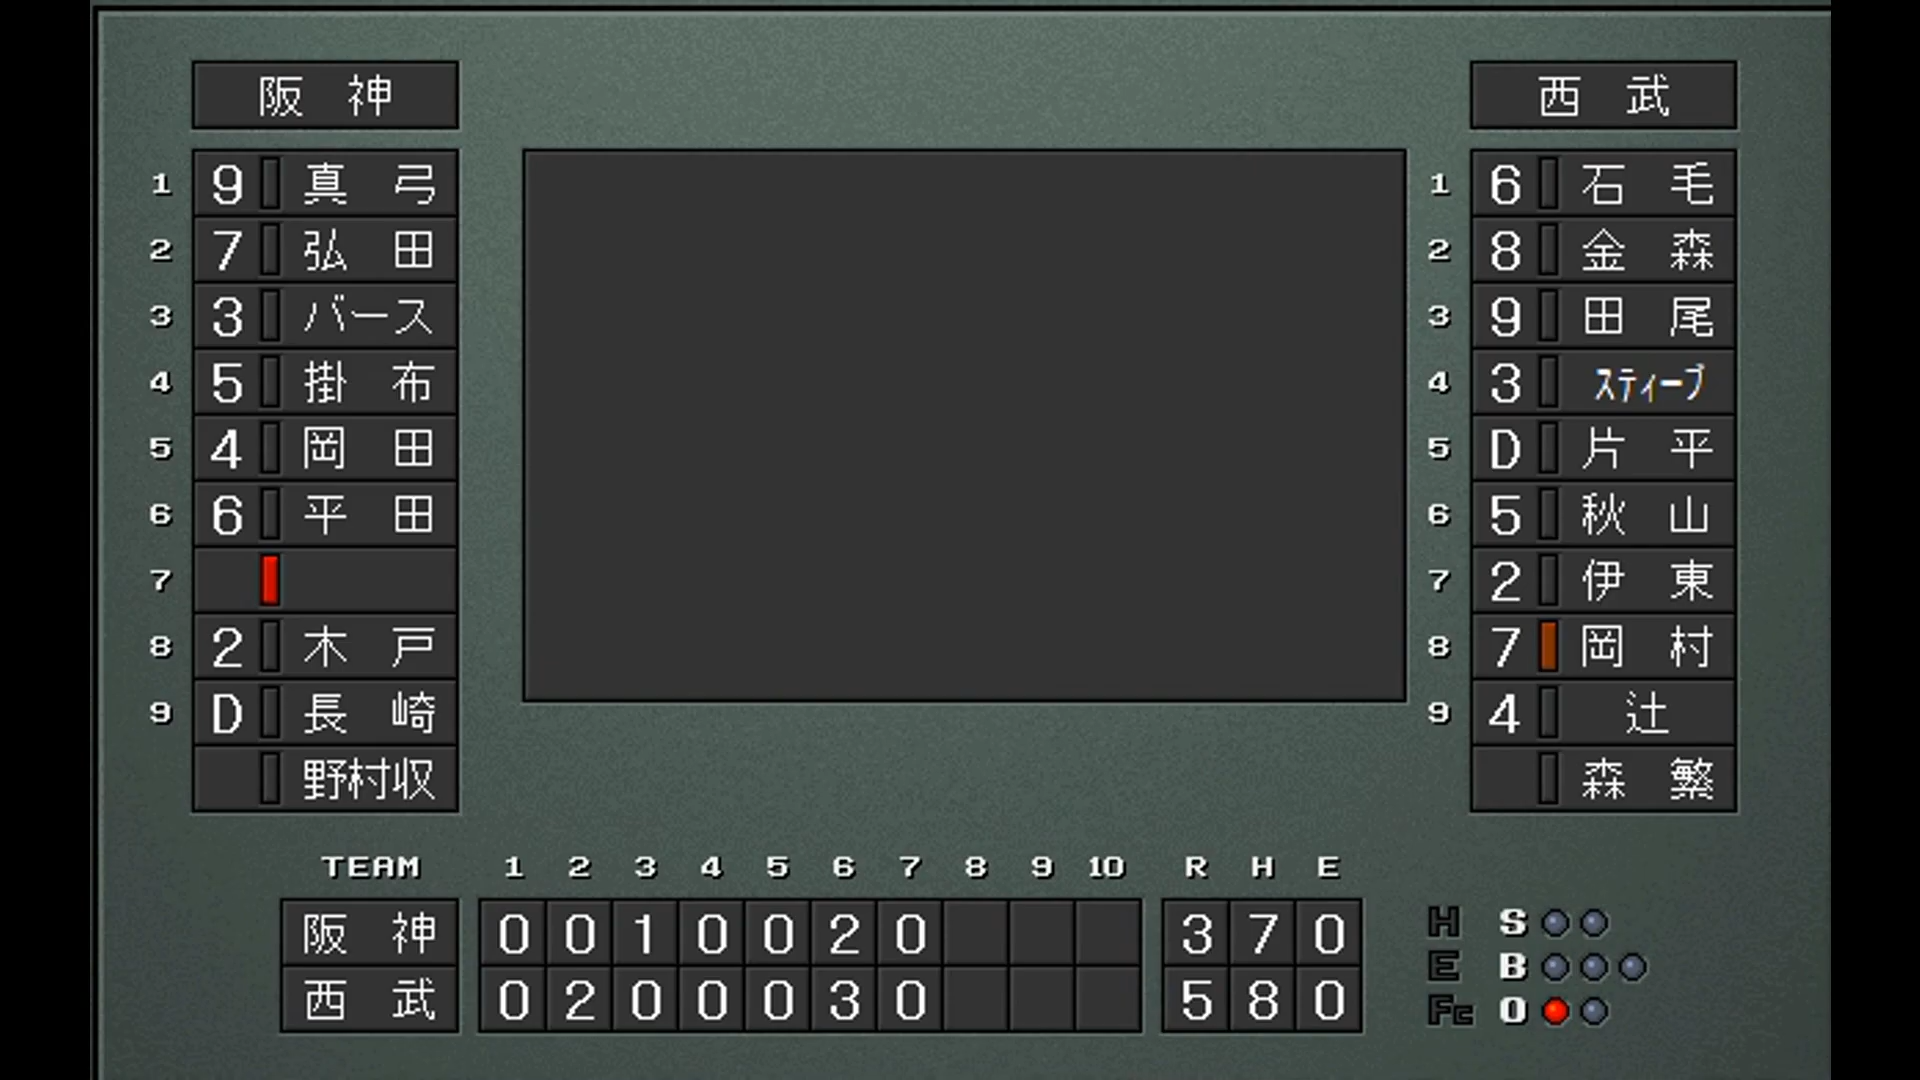 阪 神
1 9 真 弓
2 7 弘 田
3 3 バース
4 5 掛 布
5 4 岡 田
6 6 平 田
7
8 2 木 戸
9 D 長 崎
野村収
西 武
1 6 石 毛
2 8 金 森
3 9 田 尾
4 3 スティーブ
5 D 片 平
6 5 秋 山
7 2 伊 東
8 7 岡 村
9 4 辻
森 繁
TEAM 1 2 3 4 5 6 7 8 9 10 R H E
阪 神 0 0 1 0 0 2 0 3 7 0
西 武 0 2 0 0 0 3 0 5 8 0
H S
E B
Fc O